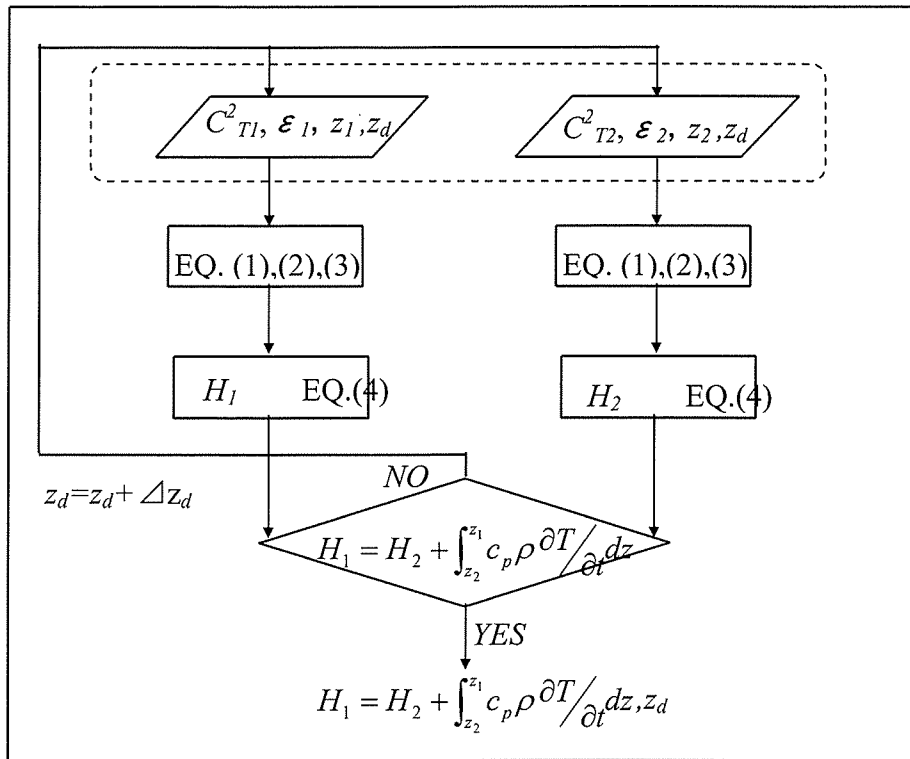 C²T1, ε1, z1,zd
C²T2, ε2, z2,zd
EQ. (1),(2),(3)
EQ. (1),(2),(3)
H1 EQ.(4)
H2 EQ.(4)
NO
zd=zd+ Δzd
H1 = H2 + ∫z2z1 cpρ ∂T/∂t dz
YES
H1 = H2 + ∫z2z1 cpρ ∂T/∂t dz,zd